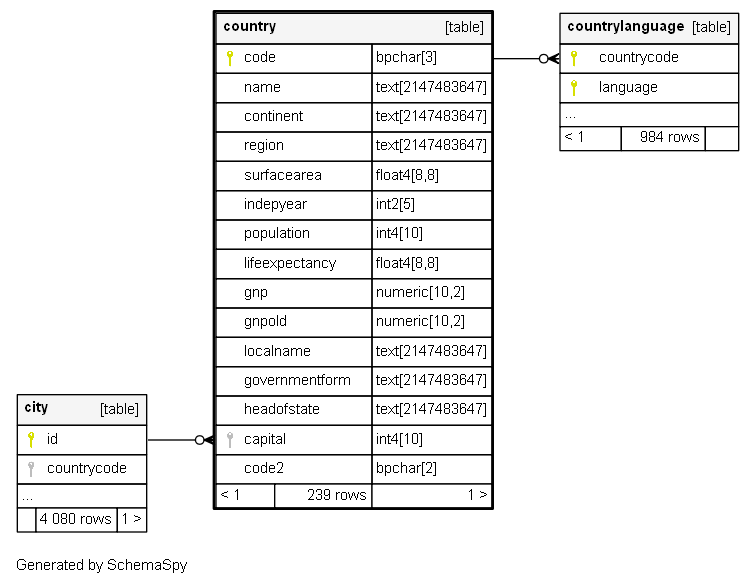 country [table]
code bpchar[3]
name text[2147483647]
continent text[2147483647]
region text[2147483647]
surfacearea float4[8,8]
indepyear int2[5]
population int4[10]
lifeexpectancy float4[8,8]
gnp numeric[10,2]
gnpold numeric[10,2]
localname text[2147483647]
governmentform text[2147483647]
headofstate text[2147483647]
capital int4[10]
code2 bpchar[2]
< 1 239 rows 1 >
countrylanguage [table]
countrycode
language
...
< 1 984 rows
city [table]
id
countrycode
...
4 080 rows 1 >
Generated by SchemaSpy